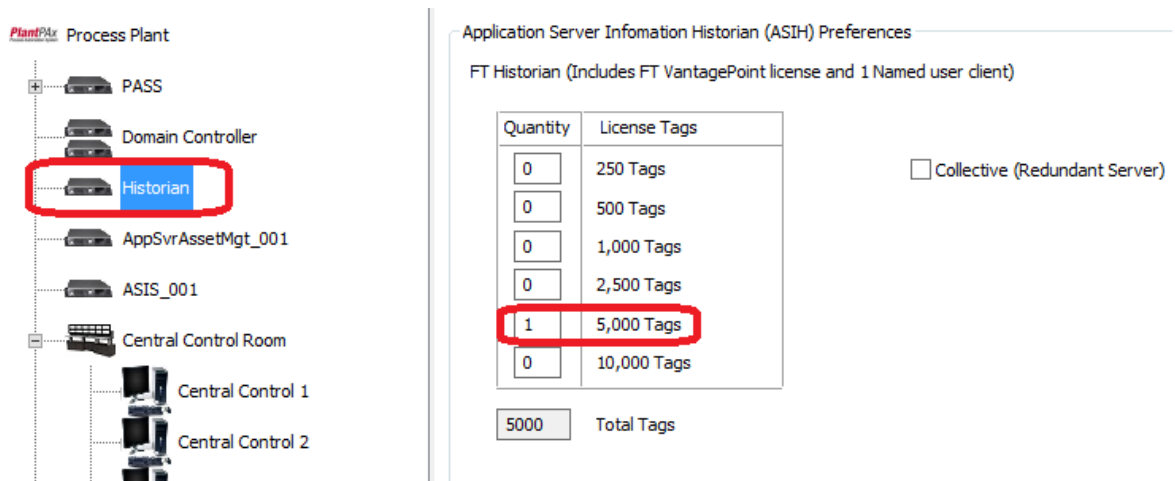 PlantPAx Process Plant
PASS
Domain Controller
Historian
AppSvrAssetMgt_001
ASIS_001
Central Control Room
Central Control 1
Central Control 2
Application Server Infomation Historian (ASIH) Preferences
FT Historian (Includes FT VantagePoint license and 1 Named user client)
Quantity License Tags
0 250 Tags
Collective (Redundant Server)
0 500 Tags
0 1,000 Tags
0 2,500 Tags
1 5,000 Tags
0 10,000 Tags
5000 Total Tags